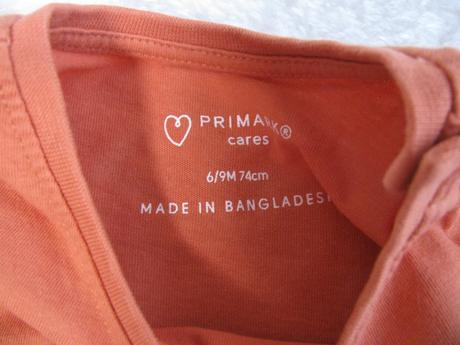 PRIMARK®
cares
6/9M 74cm
MADE IN BANGLADESH